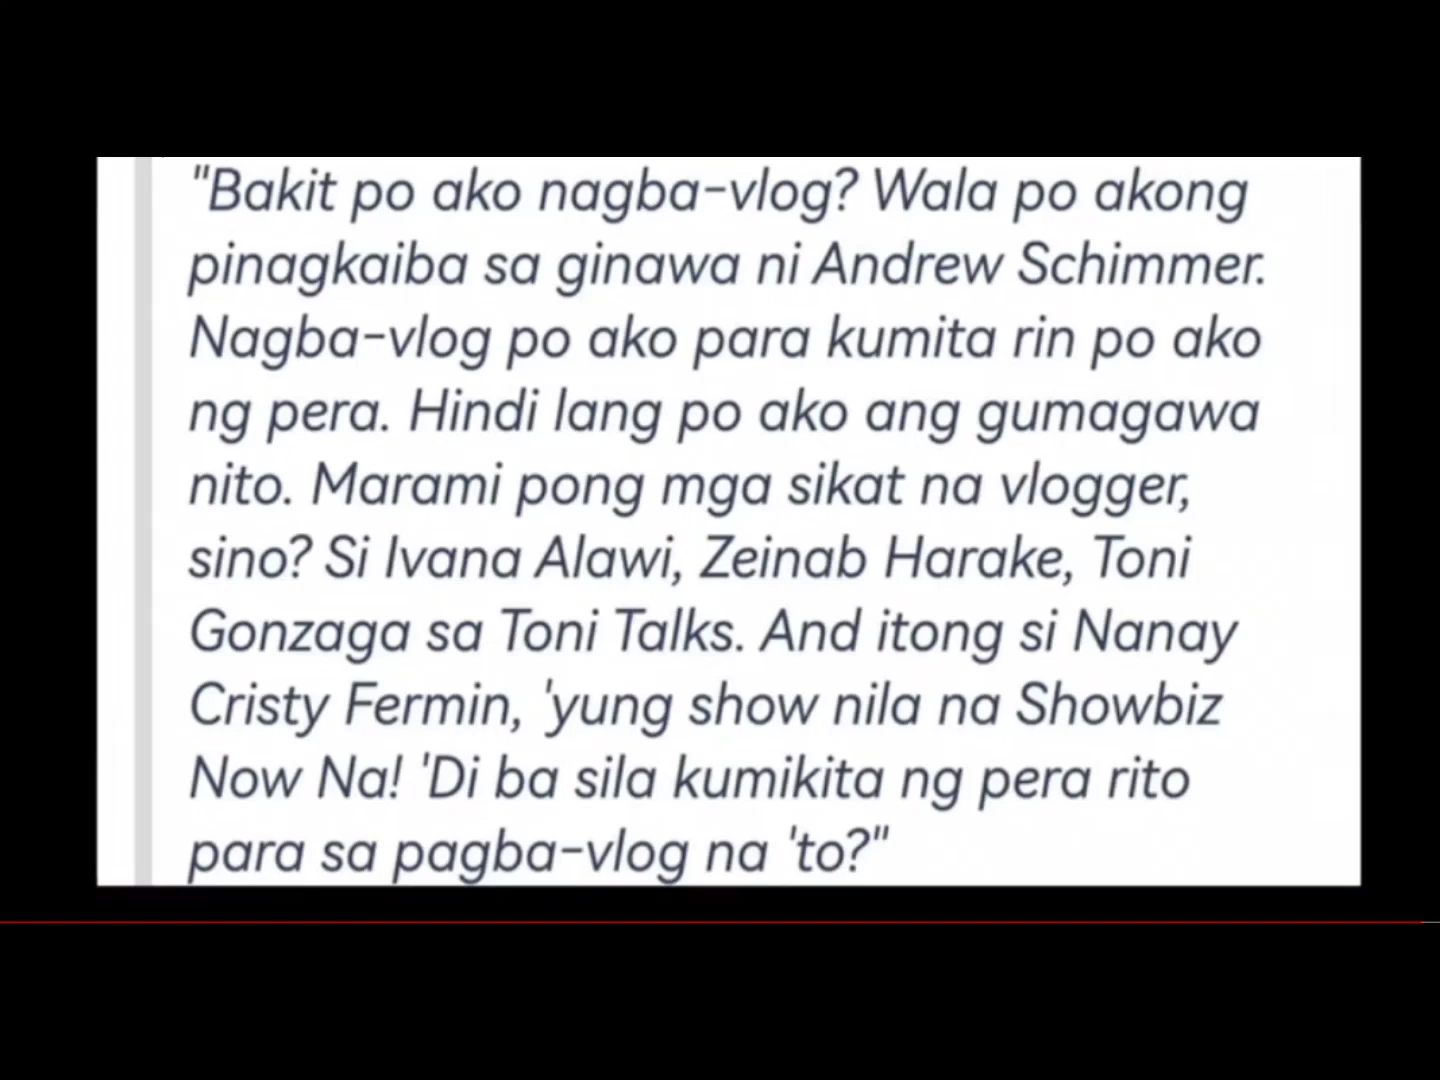 "Bakit po ako nagba-vlog? Wala po akong
pinagkaiba sa ginawa ni Andrew Schimmer.
Nagba-vlog po ako para kumita rin po ako
ng pera. Hindi lang po ako ang gumagawa
nito. Marami pong mga sikat na vlogger,
sino? Si Ivana Alawi, Zeinab Harake, Toni
Gonzaga sa Toni Talks. And itong si Nanay
Cristy Fermin, 'yung show nila na Showbiz
Now Na! 'Di ba sila kumikita ng pera rito
para sa pagba-vlog na 'to?"